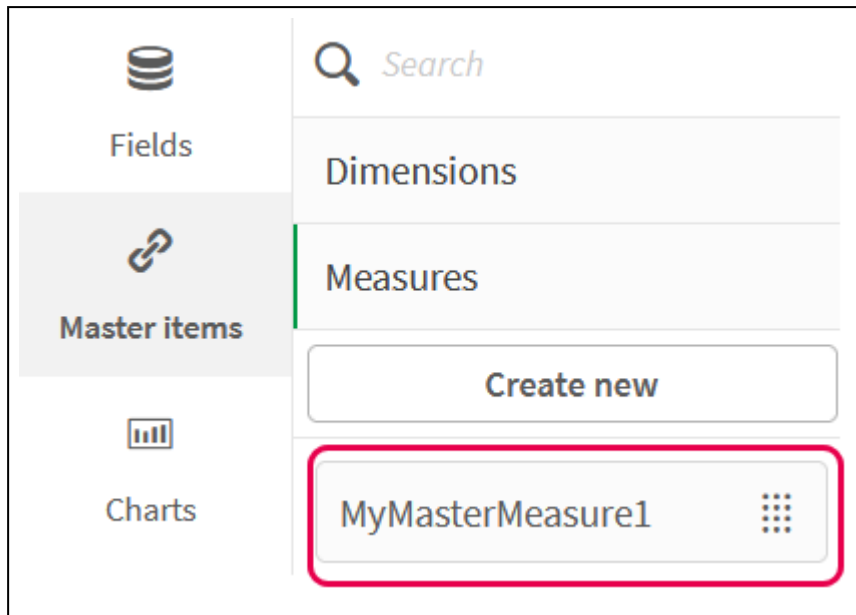 Fields
Master items
Charts
Search
Dimensions
Measures
Create new
MyMasterMeasure1